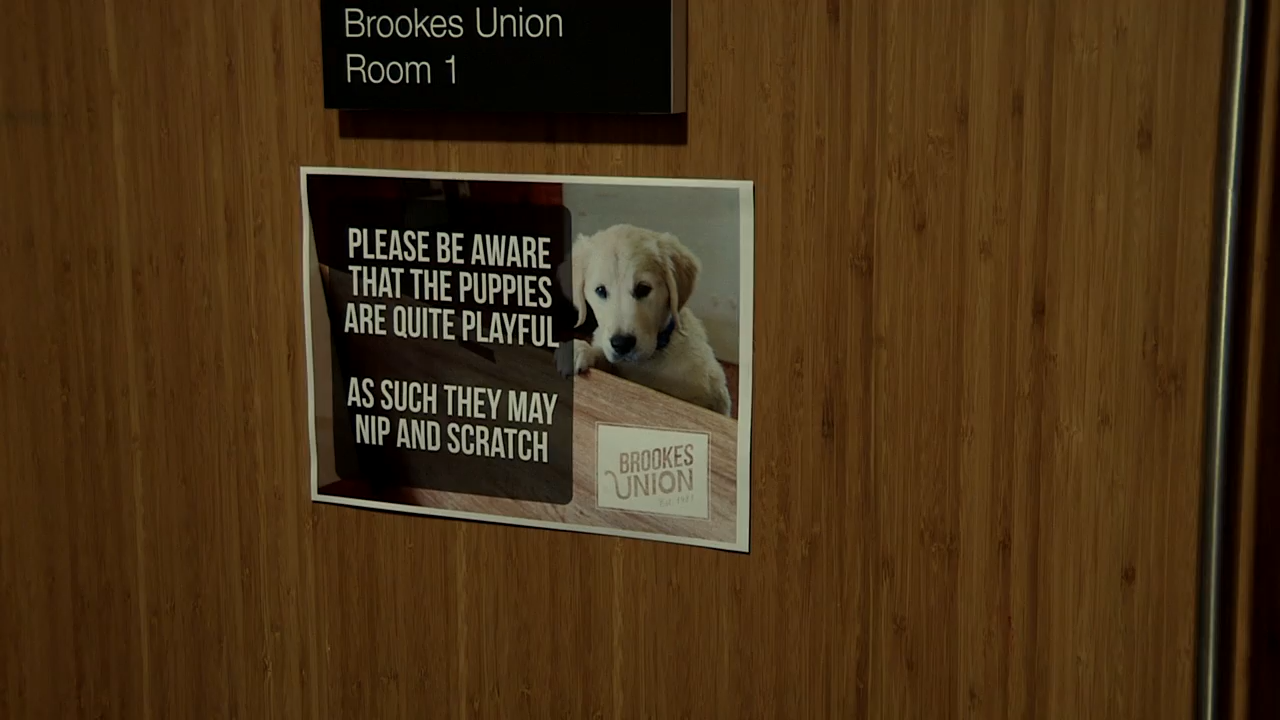 Brookes Union
Room 1
PLEASE BE AWARE
THAT THE PUPPIES
ARE QUITE PLAYFUL
AS SUCH THEY MAY
NIP AND SCRATCH
BROOKES
UNION